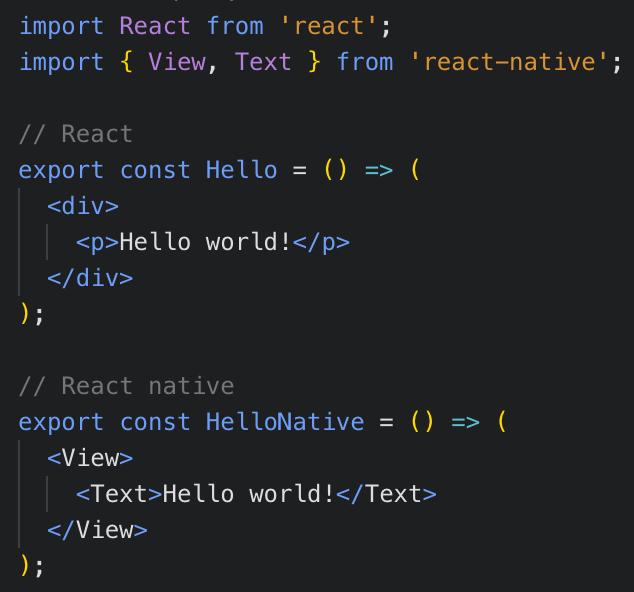 import React from 'react';
import { View, Text } from 'react-native';
// React
export const Hello = () => (
<div>
<p>Hello world!</p>
</div>
);
// React native
export const HelloNative = () => (
<View>
<Text>Hello world!</Text>
</View>
);